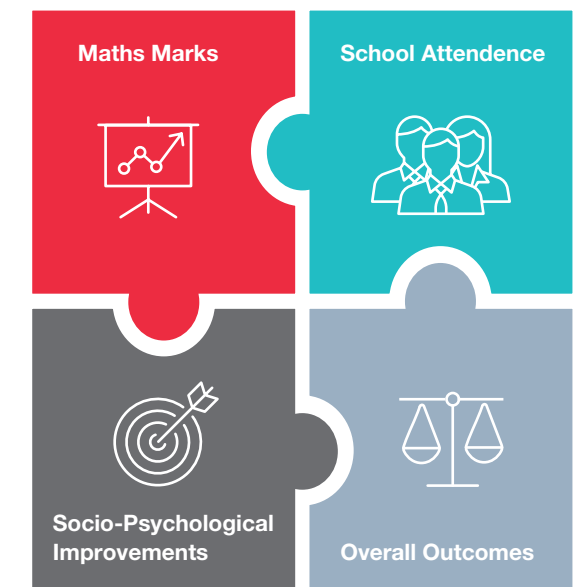 Maths Marks
School Attendence
Socio-Psychological
Improvements
Overall Outcomes